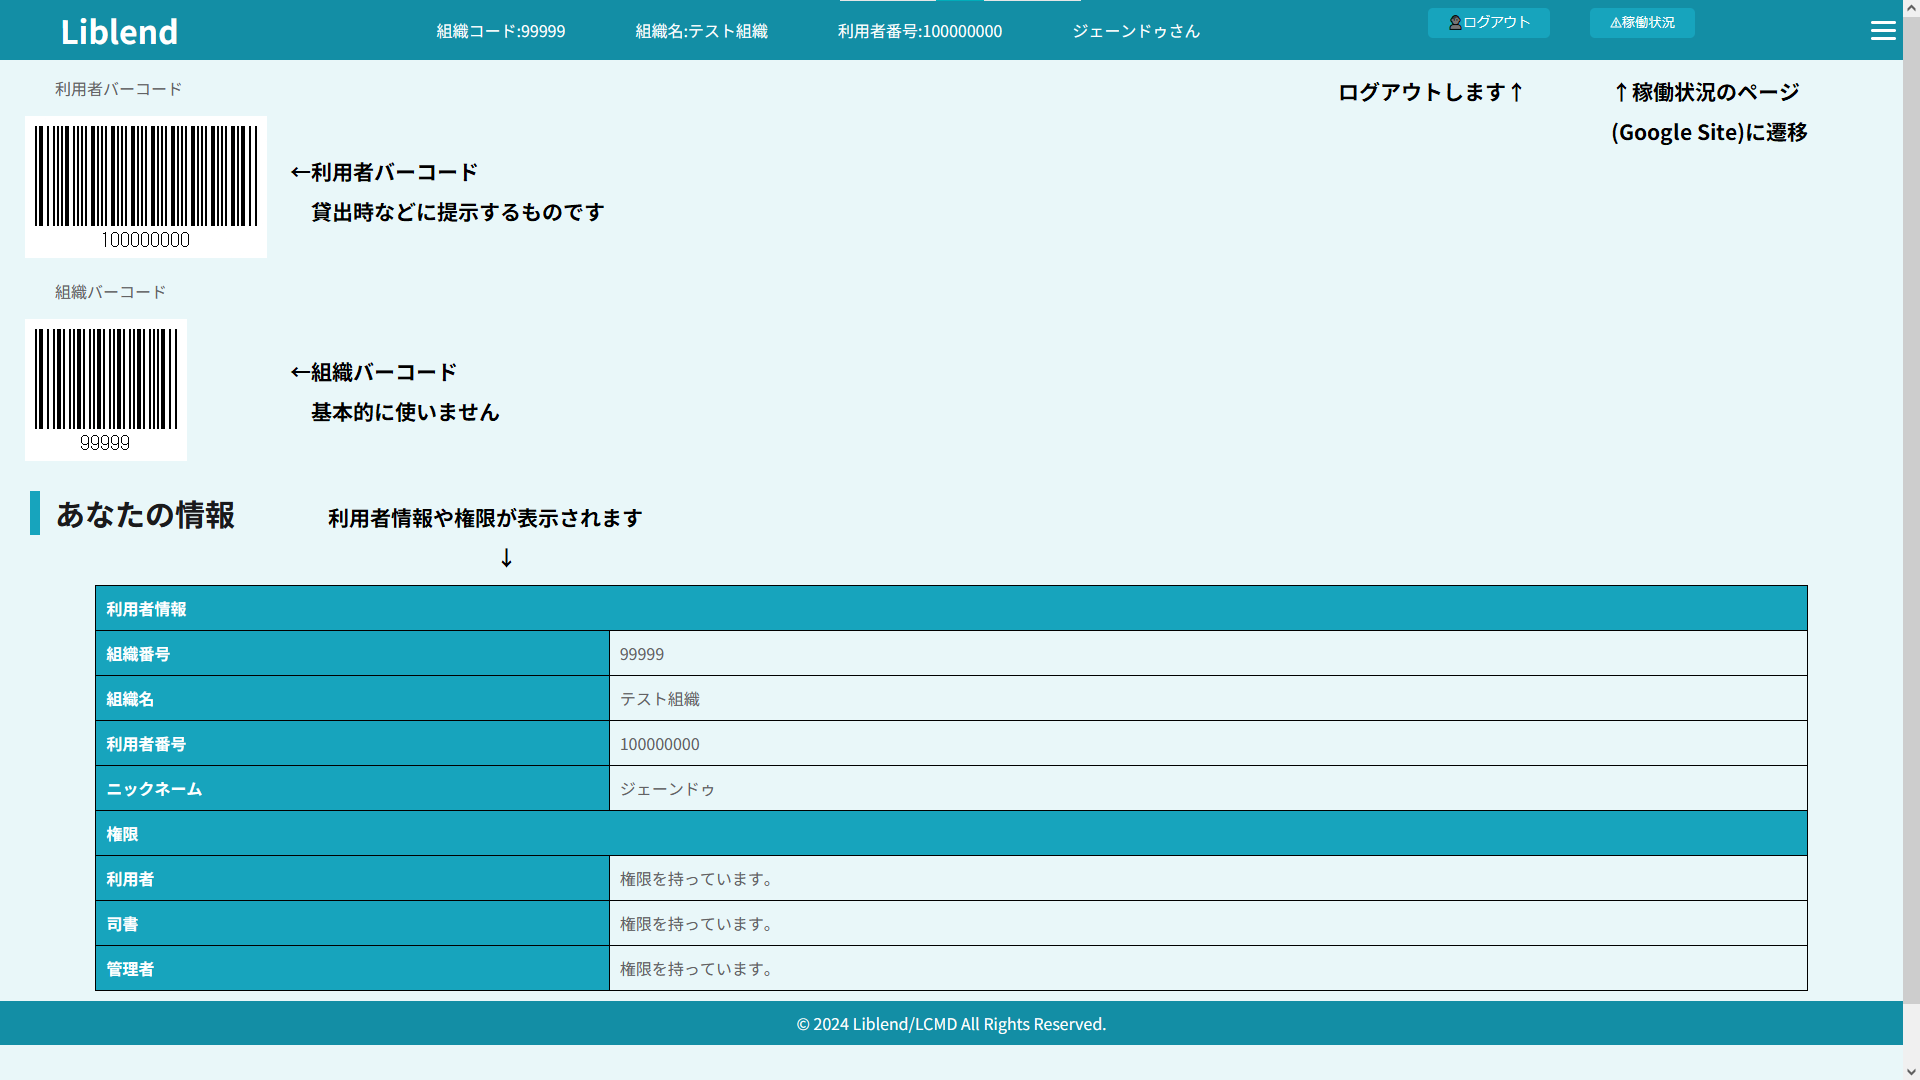 Liblend 組織コード:99999 組織名:テスト組織 利用者番号:100000000 ジェーンドゥさん ログアウト ⚠稼働状況
利用者バーコード
ログアウトします↑
↑稼働状況のページ
(Google Site)に遷移
←利用者バーコード
貸出時などに提示するものです
100000000
組織バーコード
←組織バーコード
基本的に使いません
99999
あなたの情報
利用者情報や権限が表示されます
↓
利用者情報
組織番号 99999
組織名 テスト組織
利用者番号 100000000
ニックネーム ジェーンドゥ
権限
利用者 権限を持っています。
司書 権限を持っています。
管理者 権限を持っています。
© 2024 Liblend/LCMD All Rights Reserved.